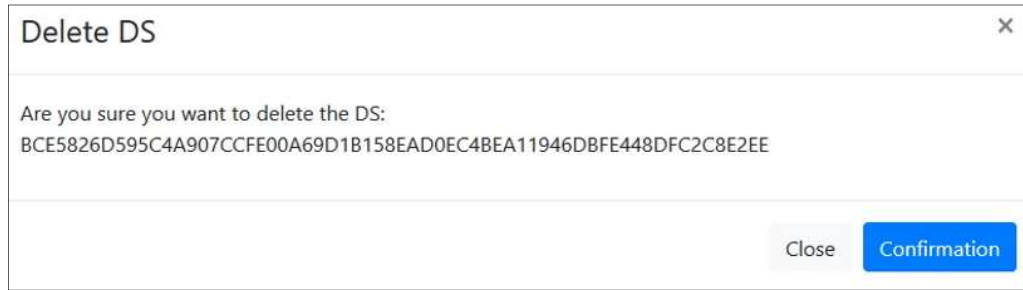 Delete DS
×
Are you sure you want to delete the DS:
BCE5826D595C4A907CCFE00A69D1B158EAD0EC4BEA11946DBFE448DFC2C8E2EE
Close
Confirmation